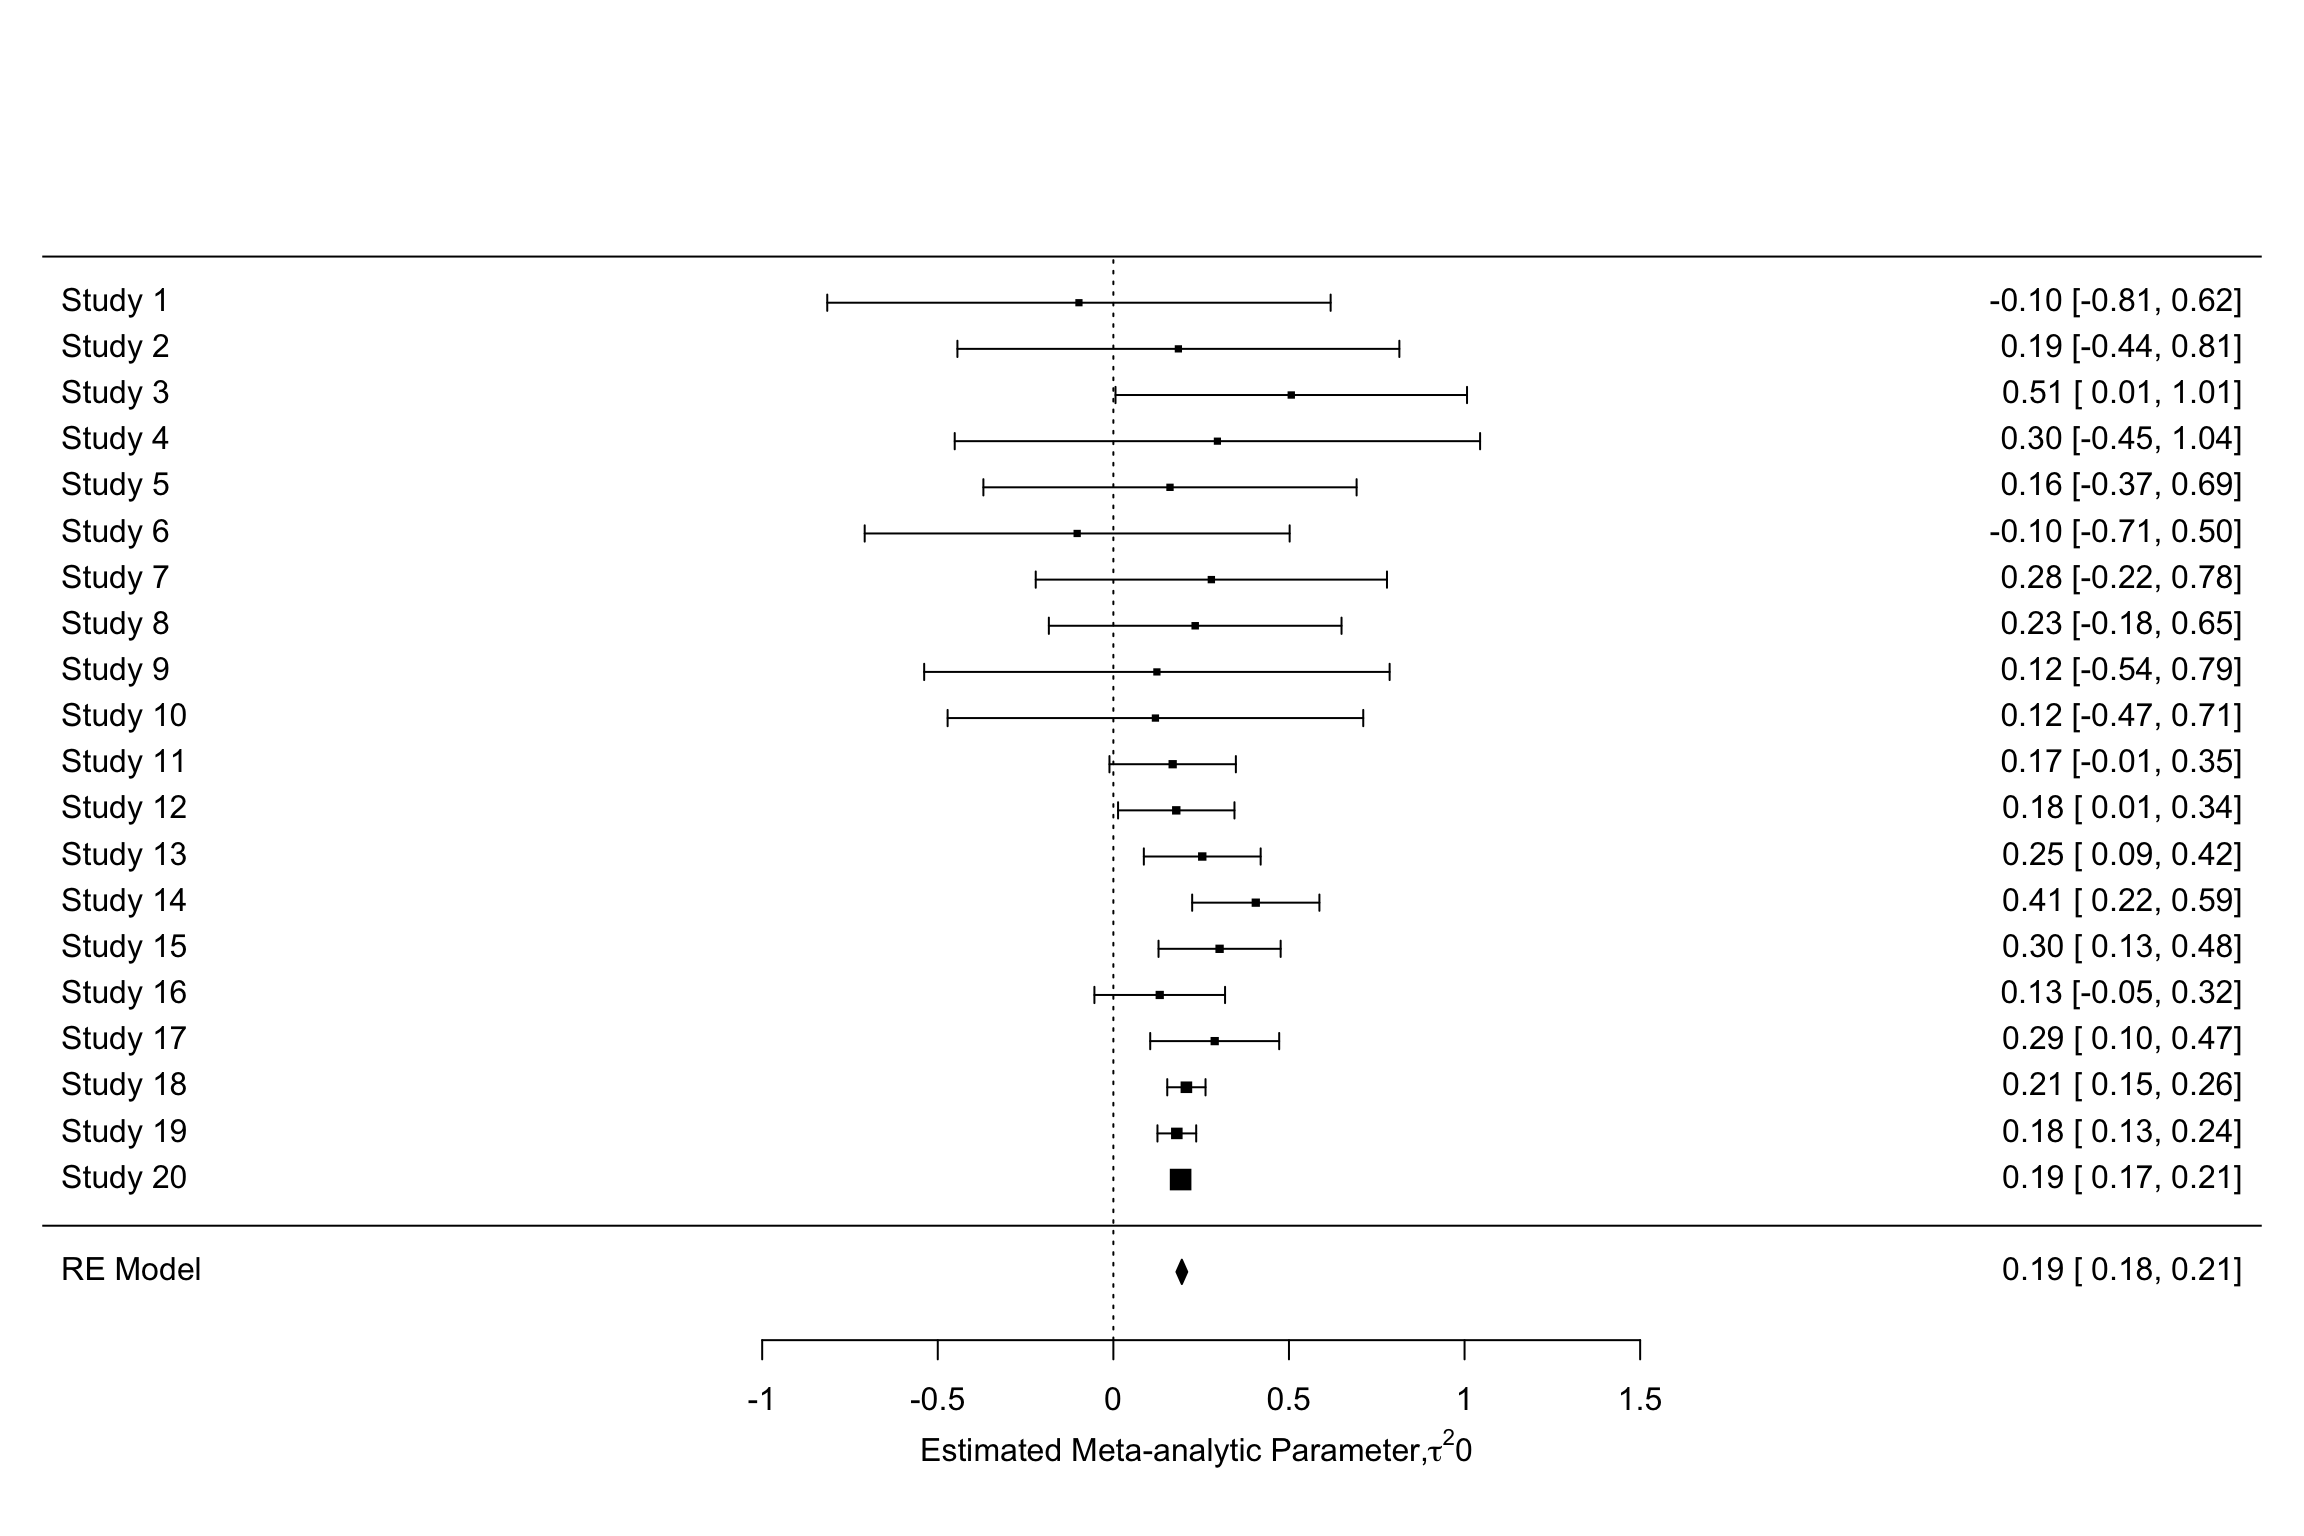 Study 1 -0.10 [-0.81, 0.62]
Study 2 0.19 [-0.44, 0.81]
Study 3 0.51 [ 0.01, 1.01]
Study 4 0.30 [-0.45, 1.04]
Study 5 0.16 [-0.37, 0.69]
Study 6 -0.10 [-0.71, 0.50]
Study 7 0.28 [-0.22, 0.78]
Study 8 0.23 [-0.18, 0.65]
Study 9 0.12 [-0.54, 0.79]
Study 10 0.12 [-0.47, 0.71]
Study 11 0.17 [-0.01, 0.35]
Study 12 0.18 [ 0.01, 0.34]
Study 13 0.25 [ 0.09, 0.42]
Study 14 0.41 [ 0.22, 0.59]
Study 15 0.30 [ 0.13, 0.48]
Study 16 0.13 [-0.05, 0.32]
Study 17 0.29 [ 0.10, 0.47]
Study 18 0.21 [ 0.15, 0.26]
Study 19 0.18 [ 0.13, 0.24]
Study 20 0.19 [ 0.17, 0.21]
RE Model 0.19 [ 0.18, 0.21]
-1 -0.5 0 0.5 1 1.5
Estimated Meta-analytic Parameter,τ²0